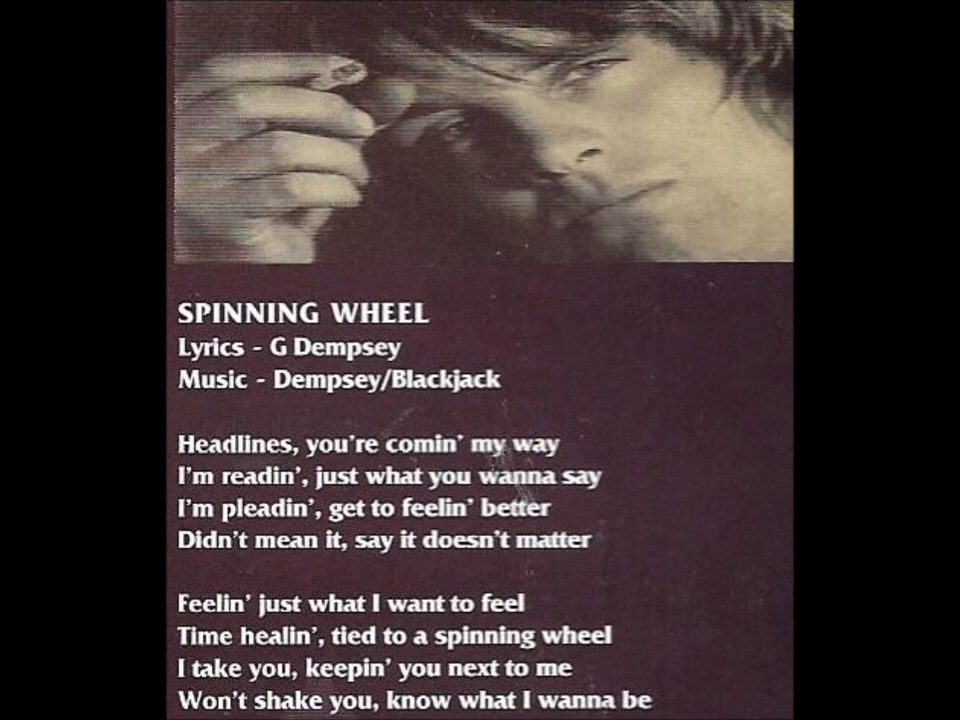 SPINNING WHEEL
Lyrics - G Dempsey
Music - Dempsey/Blackjack
Headlines, you're comin' my way
I'm readin', just what you wanna say
I'm pleadin', get to feelin' better
Didn't mean it, say it doesn't matter
Feelin' just what I want to feel
Time healin', tied to a spinning wheel
I take you, keepin' you next to me
Won't shake you, know what I wanna be